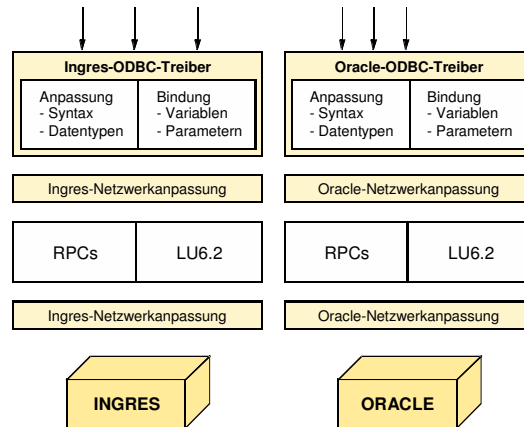 Ingres-ODBC-Treiber
Anpassung
- Syntax
- Datentypen
Bindung
- Variablen
- Parametern
Ingres-Netzwerkanpassung
RPCs
LU6.2
Ingres-Netzwerkanpassung
INGRES
Oracle-ODBC-Treiber
Anpassung
- Syntax
- Datentypen
Bindung
- Variablen
- Parametern
Oracle-Netzwerkanpassung
RPCs
LU6.2
Oracle-Netzwerkanpassung
ORACLE